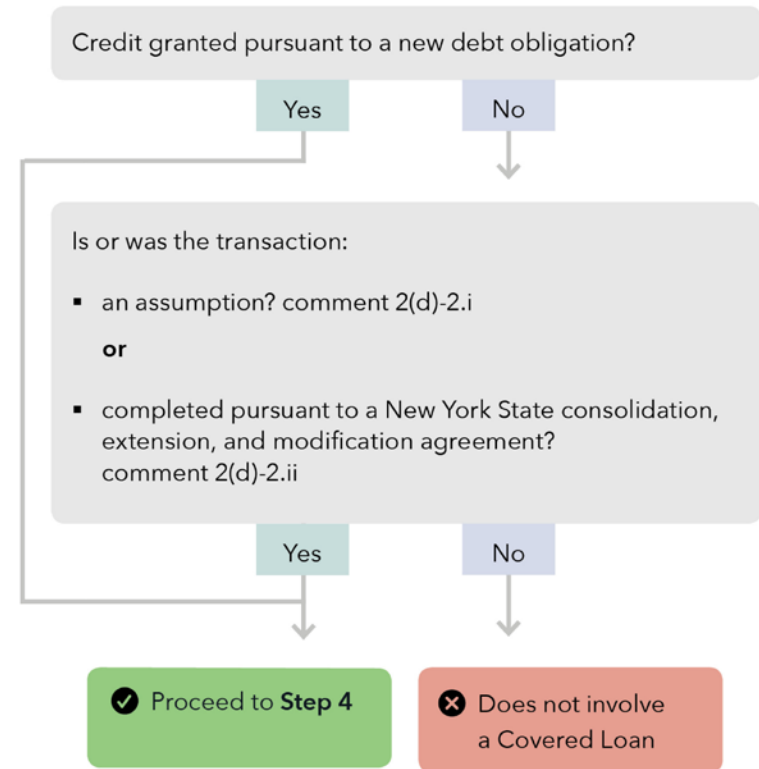 Credit granted pursuant to a new debt obligation?
Yes
No
Is or was the transaction:
▪ an assumption? comment 2(d)-2.i
or
▪ completed pursuant to a New York State consolidation,
extension, and modification agreement?
comment 2(d)-2.ii
Yes
No
Proceed to Step 4
Does not involve
a Covered Loan